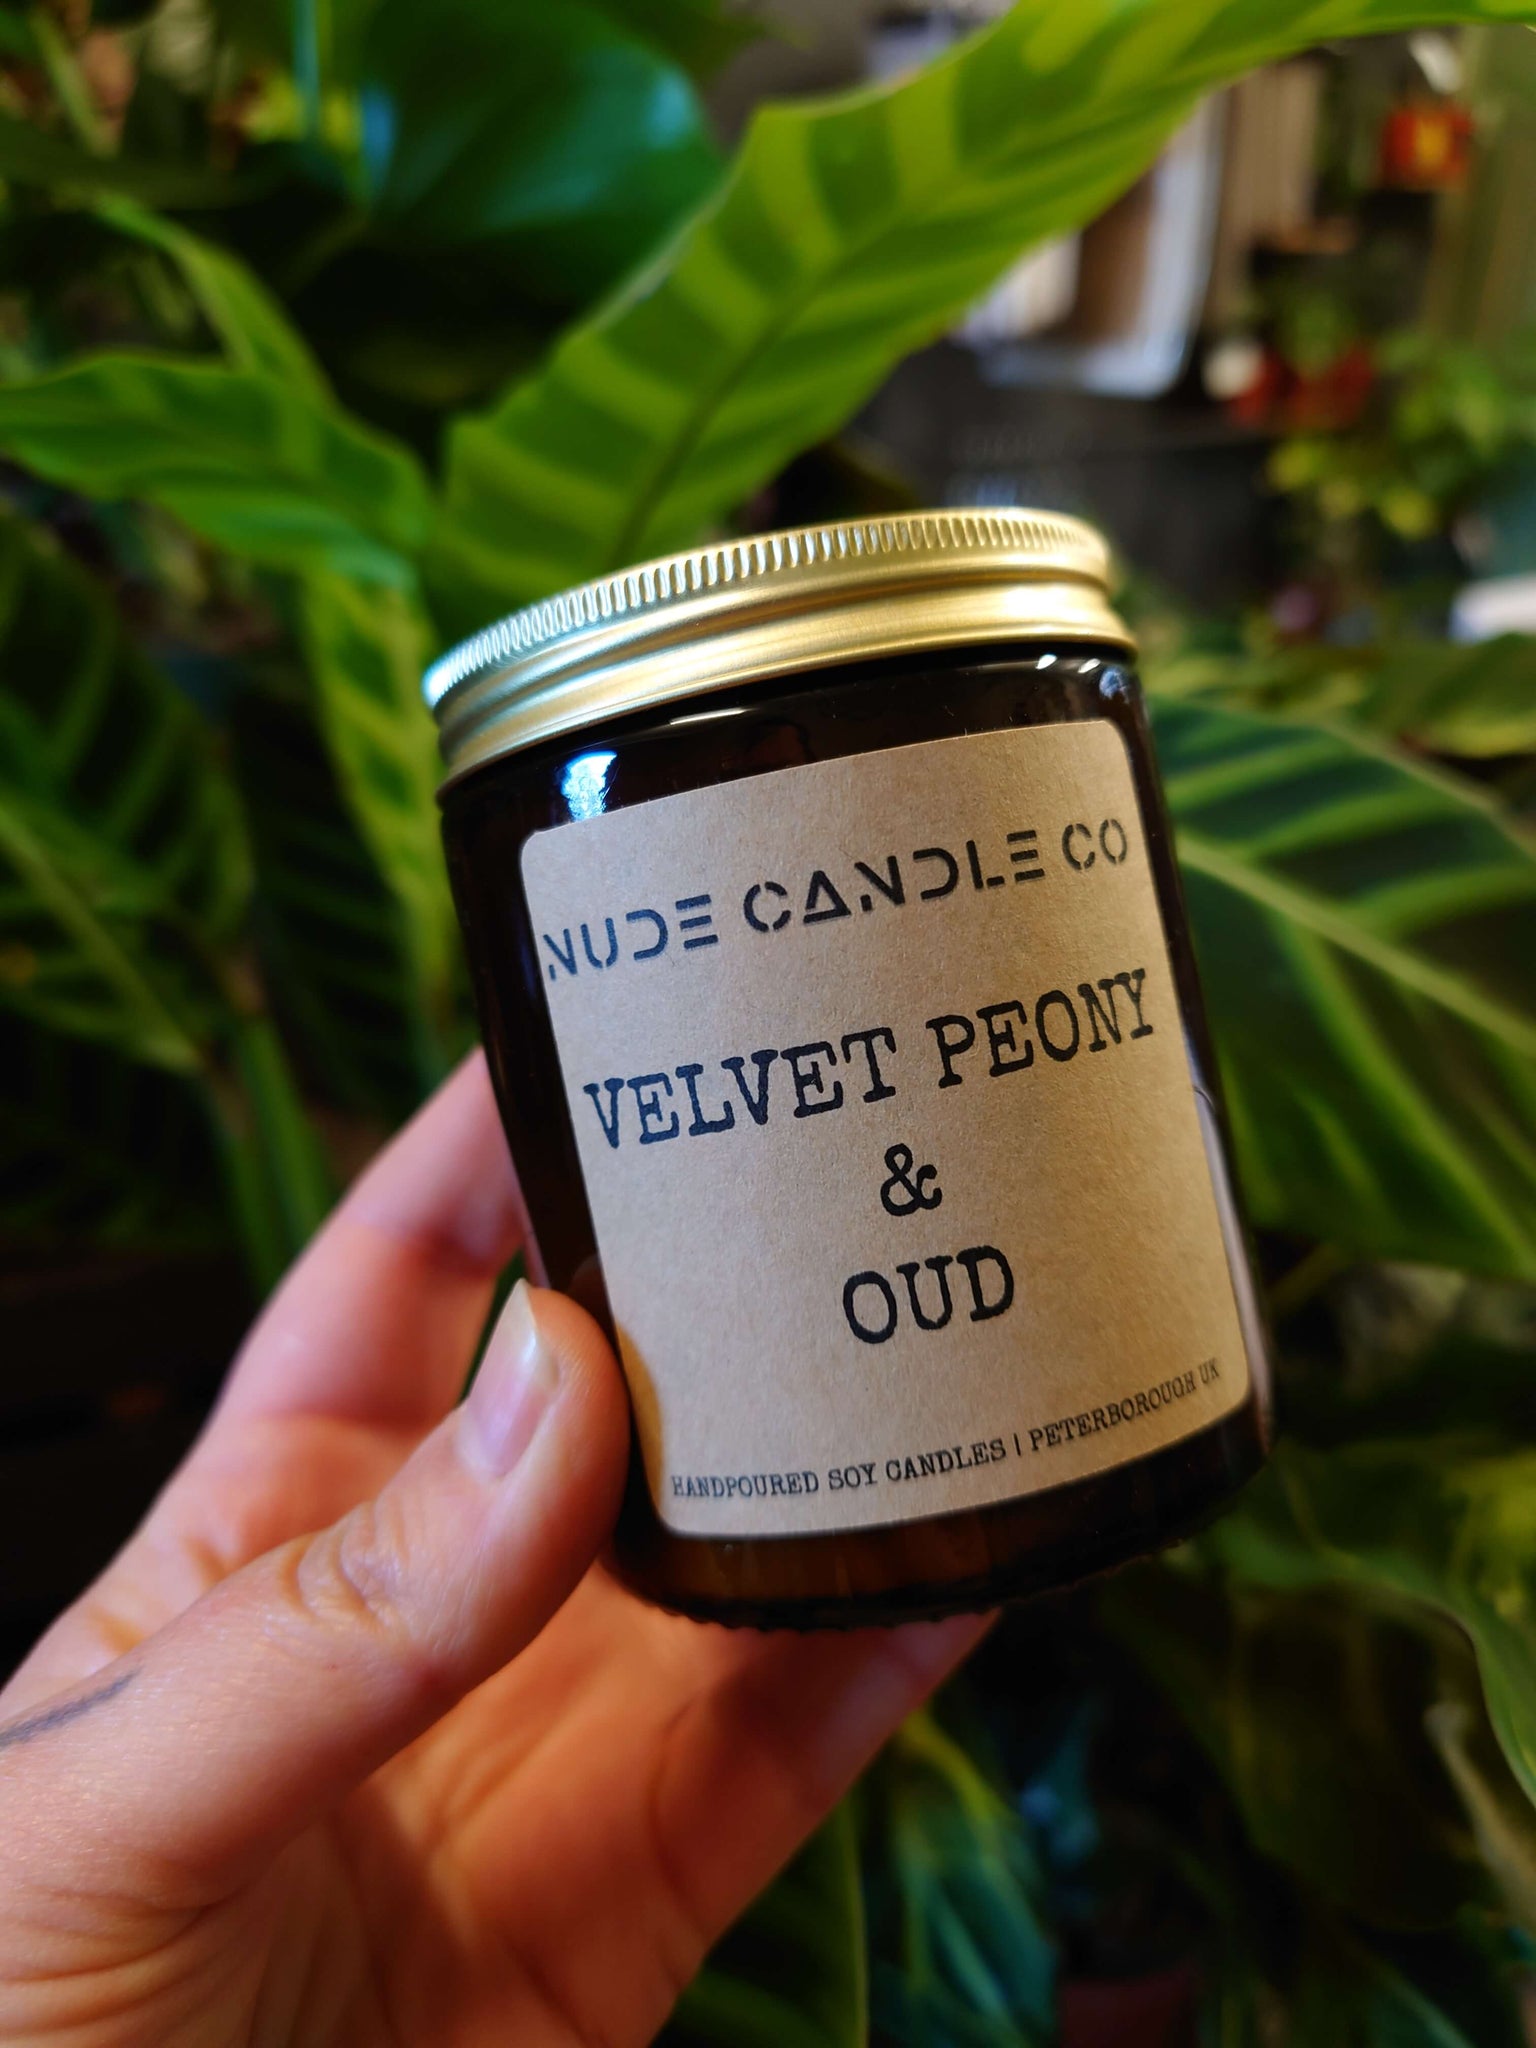 NUDE CANDLE CO
VELVET PEONY
&
OUD
HANDPOURED SOY CANDLES | PETERBOROUGH UK